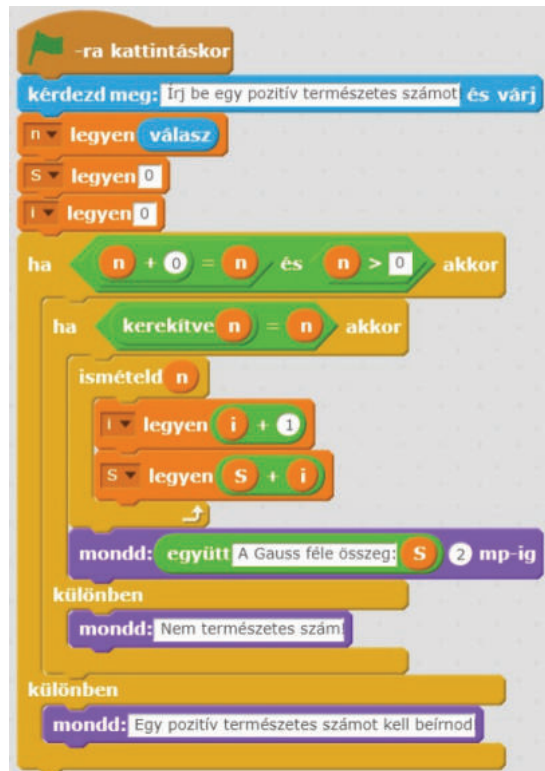 -ra kattintáskor
kérdezd meg: Írj be egy pozitív természetes számot! és várj
n legyen válasz
S legyen 0
i legyen 0
ha n + 0 = n és n > 0 akkor
ha kerekítve n = n akkor
ismételd n
i legyen i + 1
S legyen S + i
mondd: együtt A Gauss féle összeg: S 2 mp-ig
különben
mondd: Nem természetes szám!
különben
mondd: Egy pozitív természetes számot kell beírnod